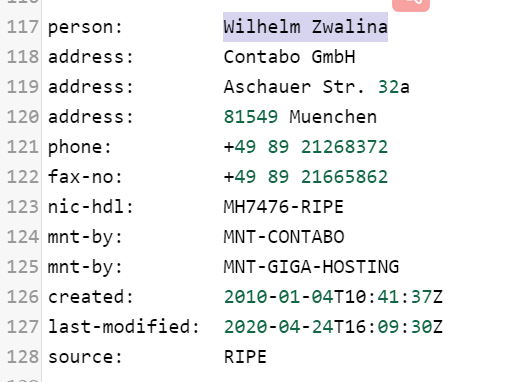 117 person: Wilhelm Zwalina
118 address: Contabo GmbH
119 address: Aschauer Str. 32a
120 address: 81549 Muenchen
121 phone: +49 89 21268372
122 fax-no: +49 89 21665862
123 nic-hdl: MH7476-RIPE
124 mnt-by: MNT-CONTABO
125 mnt-by: MNT-GIGA-HOSTING
126 created: 2010-01-04T10:41:37Z
127 last-modified: 2020-04-24T16:09:30Z
128 source: RIPE